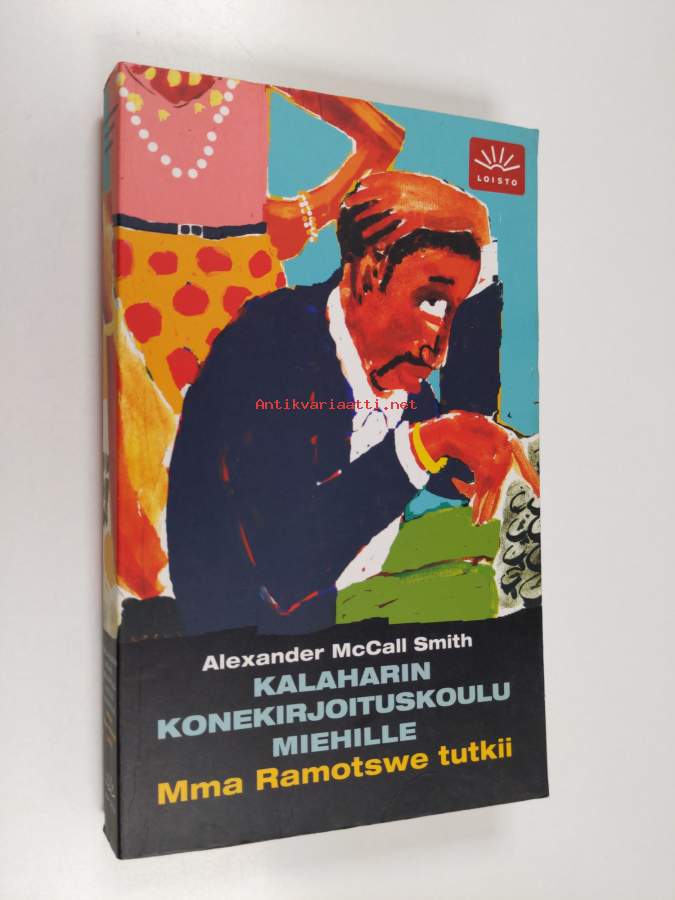 LOISTO
Antikvariaatti.net
Alexander McCall Smith
KALAHARIN
KONEKIRJOITUSKOULU
MIEHILLE
Mma Ramotswe tutkii